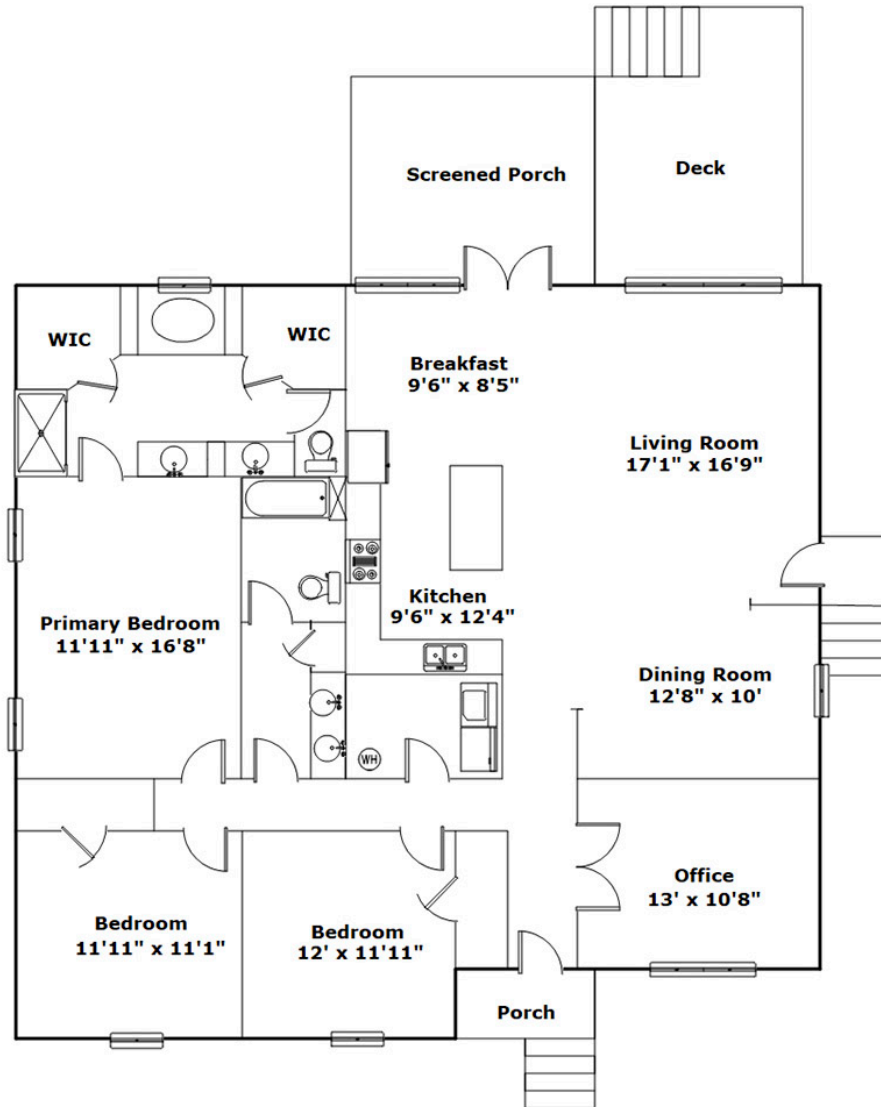 Screened Porch
Deck
WIC
WIC
Breakfast
9'6" x 8'5"
Living Room
17'1" x 16'9"
Kitchen
9'6" x 12'4"
Primary Bedroom
11'11" x 16'8"
Dining Room
12'8" x 10'
WH
Office
13' x 10'8"
Bedroom
11'11" x 11'1"
Bedroom
12' x 11'11"
Porch